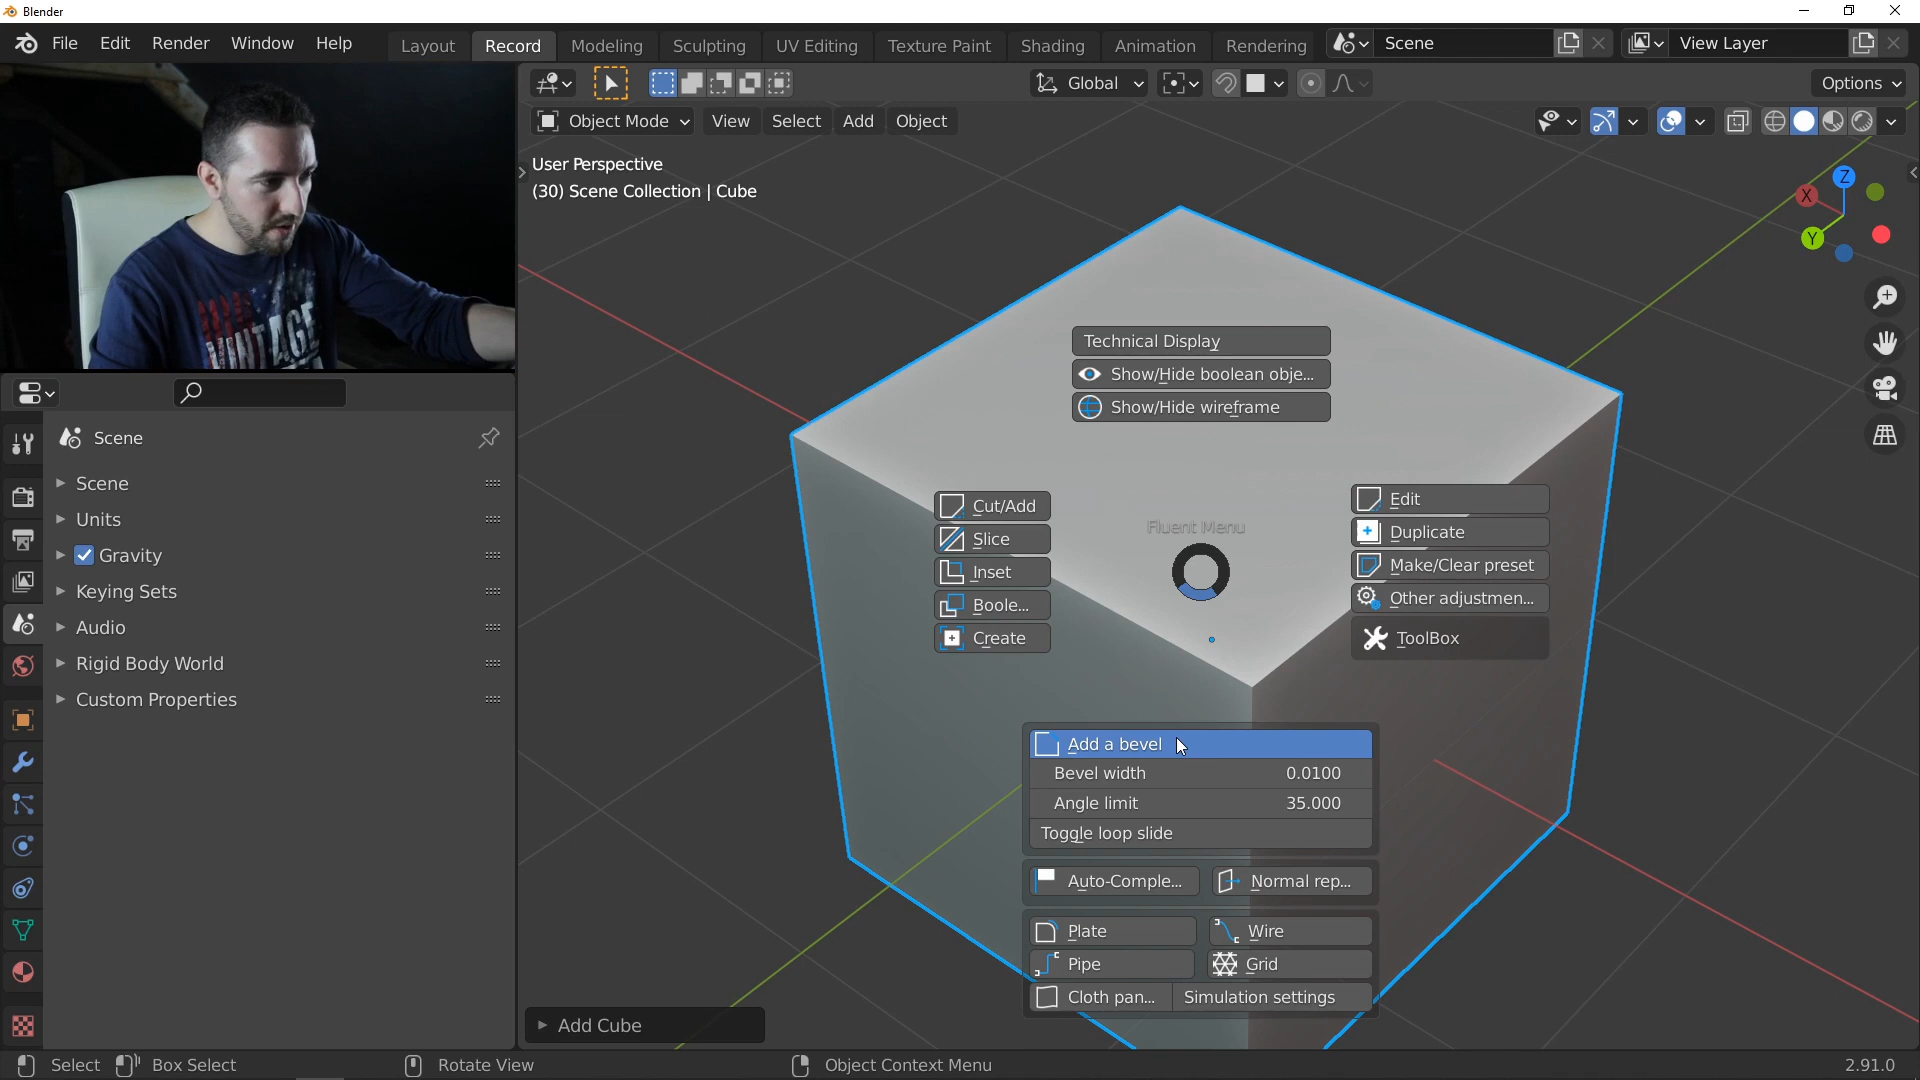 Blender
File Edit Render Window Help
Layout Record Modeling Sculpting UV Editing Texture Paint Shading Animation Rendering
Scene
View Layer
Global
Options
Object Mode View Select Add Object
User Perspective
(30) Scene Collection | Cube
Z
X
Y
Technical Display
Show/Hide boolean obje...
Show/Hide wireframe
Scene
Scene
Units
Gravity
Keying Sets
Audio
Rigid Body World
Custom Properties
Fluent Menu
Cut/Add
Slice
Inset
Boole...
Create
Edit
Duplicate
Make/Clear preset
Other adjustmen...
ToolBox
Add a bevel
Bevel width 0.0100
Angle limit 35.000
Toggle loop slide
Auto-Comple... Normal rep...
Plate Wire
Pipe Grid
Cloth pan... Simulation settings
Add Cube
Select Box Select Rotate View Object Context Menu 2.91.0